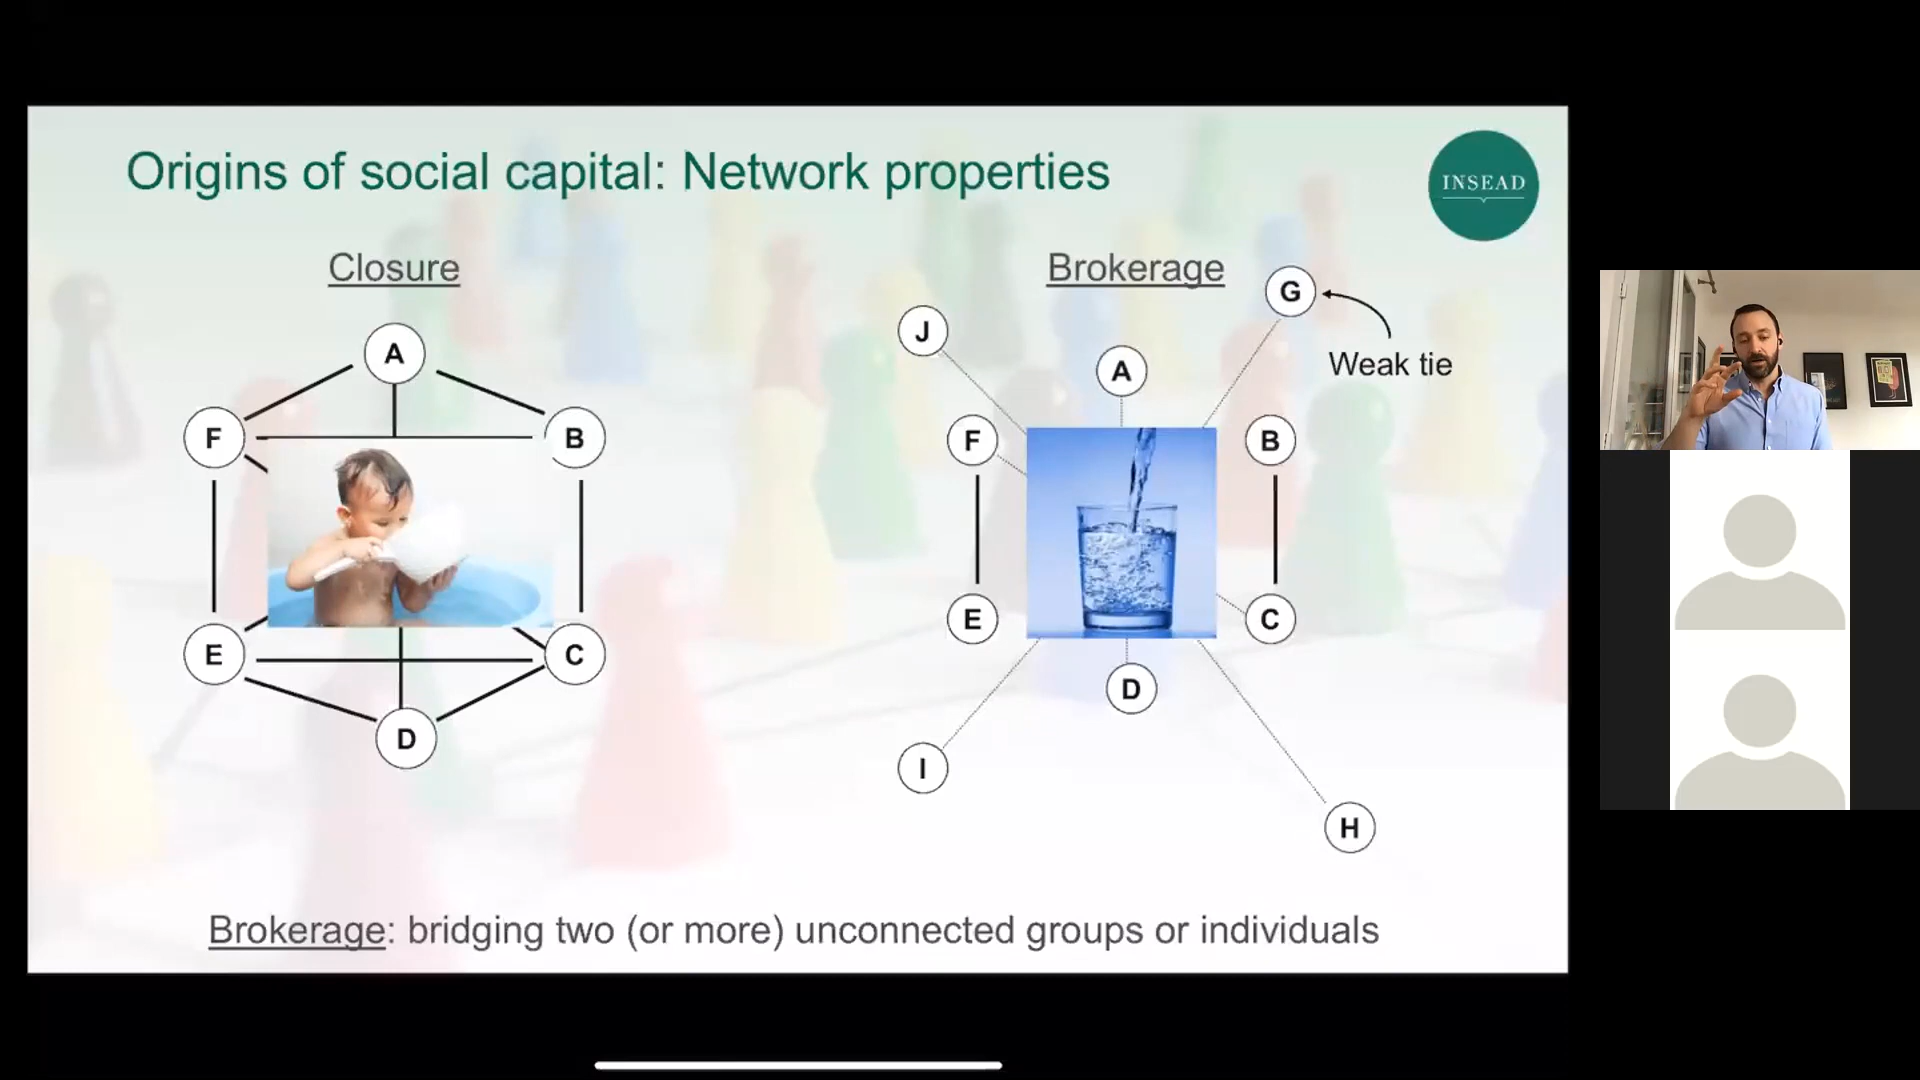 Origins of social capital: Network properties
INSEAD
Closure
A
F
B
E
C
D
Brokerage
G
J
Weak tie
A
F
B
E
C
D
I
H
Brokerage: bridging two (or more) unconnected groups or individuals